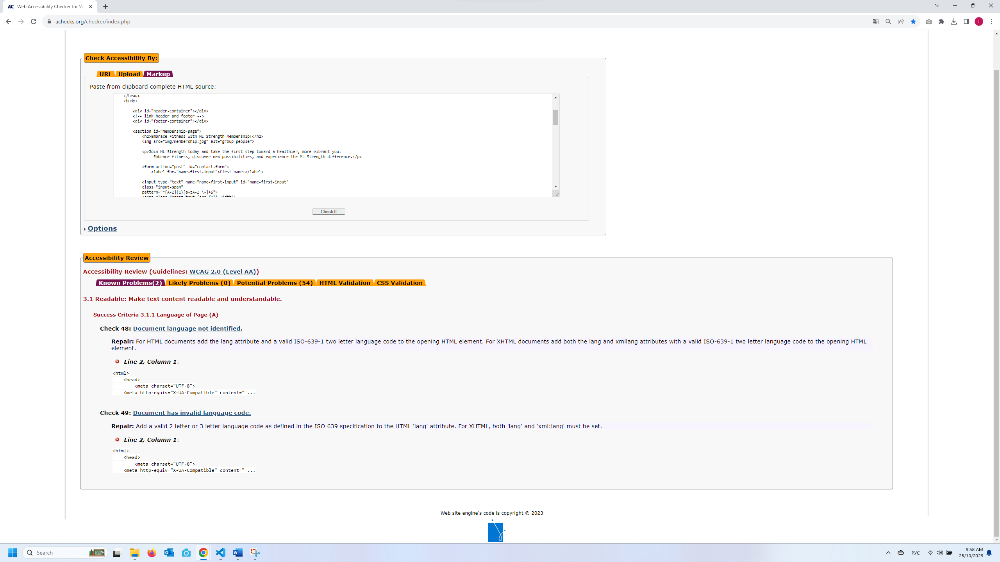 AC Web Accessibility Checker for W
achecks.org/checker/index.php
Check Accessibility By:
URL Upload Markup
Paste from clipboard complete HTML source:
</head>
<body>
<div id="header-container"></div>
<!-- link header and footer -->
<div id="footer-container"></div>
<section id="membership-page">
<h2>Embrace Fitness with ML Strength Membership!</h2>
<img src="img/membership.jpg" alt="group people">
<p>Join ML Strength today and take the first step toward a healthier, more vibrant you.
Embrace fitness, discover new possibilities, and experience the ML Strength difference.</p>
<form action="post" id="contact-form">
<label for="name-first-input">First name:</label>
<input type="text" name="name-first-input" id="name-first-input"
class="input-span"
pattern="^[A-Z]{1}[a-zA-Z \-]+$">
Check It
Options
Accessibility Review
Accessibility Review (Guidelines: WCAG 2.0 (Level AA))
Known Problems(2) Likely Problems (0) Potential Problems (54) HTML Validation CSS Validation
3.1 Readable: Make text content readable and understandable.
Success Criteria 3.1.1 Language of Page (A)
Check 48: Document language not identified.
Repair: For HTML documents add the lang attribute and a valid ISO-639-1 two letter language code to the opening HTML element. For XHTML documents add both the lang and xmllang attributes with a valid ISO-639-1 two letter language code to the opening HTML
element.
Line 2, Column 1:
<html>
<head>
<meta charset="UTF-8">
<meta http-equiv="X-UA-Compatible" content=" ...
Check 49: Document has invalid language code.
Repair: Add a valid 2 letter or 3 letter language code as defined in the ISO 639 specification to the HTML 'lang' attribute. For XHTML, both 'lang' and 'xml:lang' must be set.
Line 2, Column 1:
<html>
<head>
<meta charset="UTF-8">
<meta http-equiv="X-UA-Compatible" content=" ...
Web site engine's code is copyright © 2023
Search
РУС
9:58 AM
28/10/2023